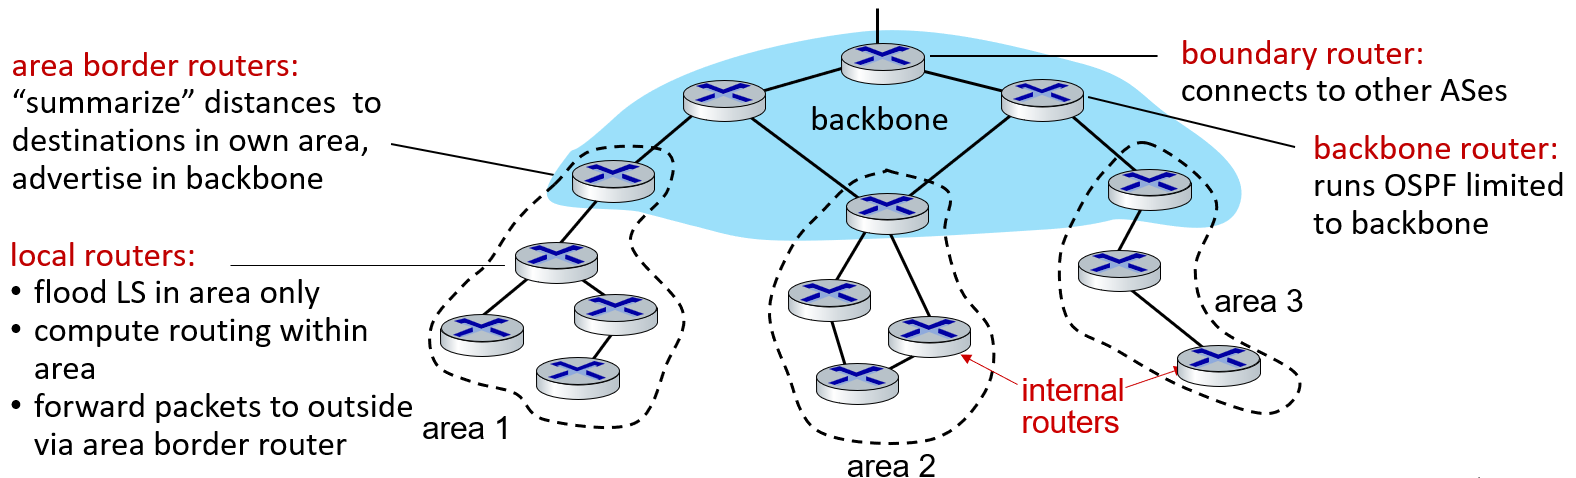 area border routers:
“summarize” distances to
destinations in own area,
advertise in backbone
local routers:
• flood LS in area only
• compute routing within
area
• forward packets to outside
via area border router
backbone
boundary router:
connects to other ASes
backbone router:
runs OSPF limited
to backbone
area 1
area 2
area 3
internal
routers